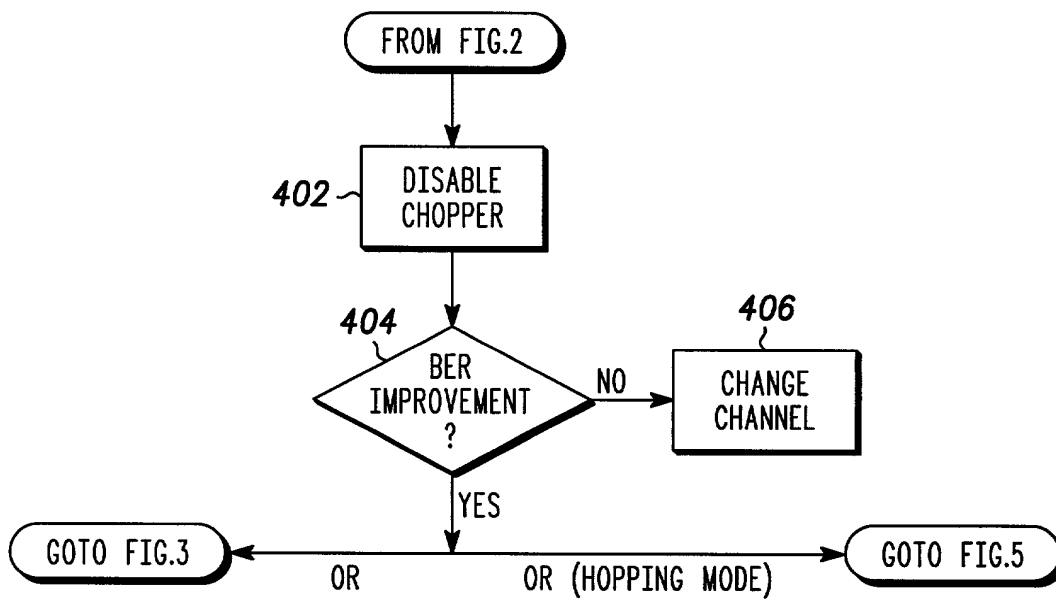 FROM FIG.2
402
DISABLE
CHOPPER
404
BER
IMPROVEMENT
?
NO
406
CHANGE
CHANNEL
YES
GOTO FIG.3
OR
OR (HOPPING MODE)
GOTO FIG.5